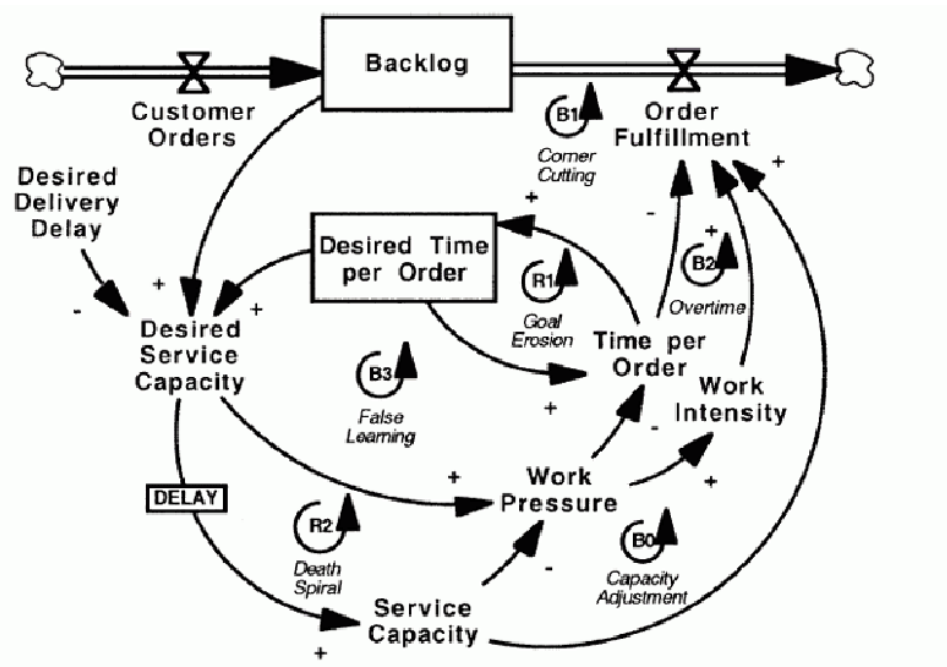 Backlog
Customer
Orders
B1
Corner
Cutting
Order
Fulfillment
+
Desired
Delivery
Delay
-
+
+
Desired Time
per Order
+
R1
Goal
Erosion
-
+
B2
Overtime
Desired
Service
Capacity
B3
False
Learning
+
Time per
Order
-
Work
Intensity
+
DELAY
+
Work
Pressure
R2
Death
Spiral
-
B0
Capacity
Adjustment
Service
Capacity
+